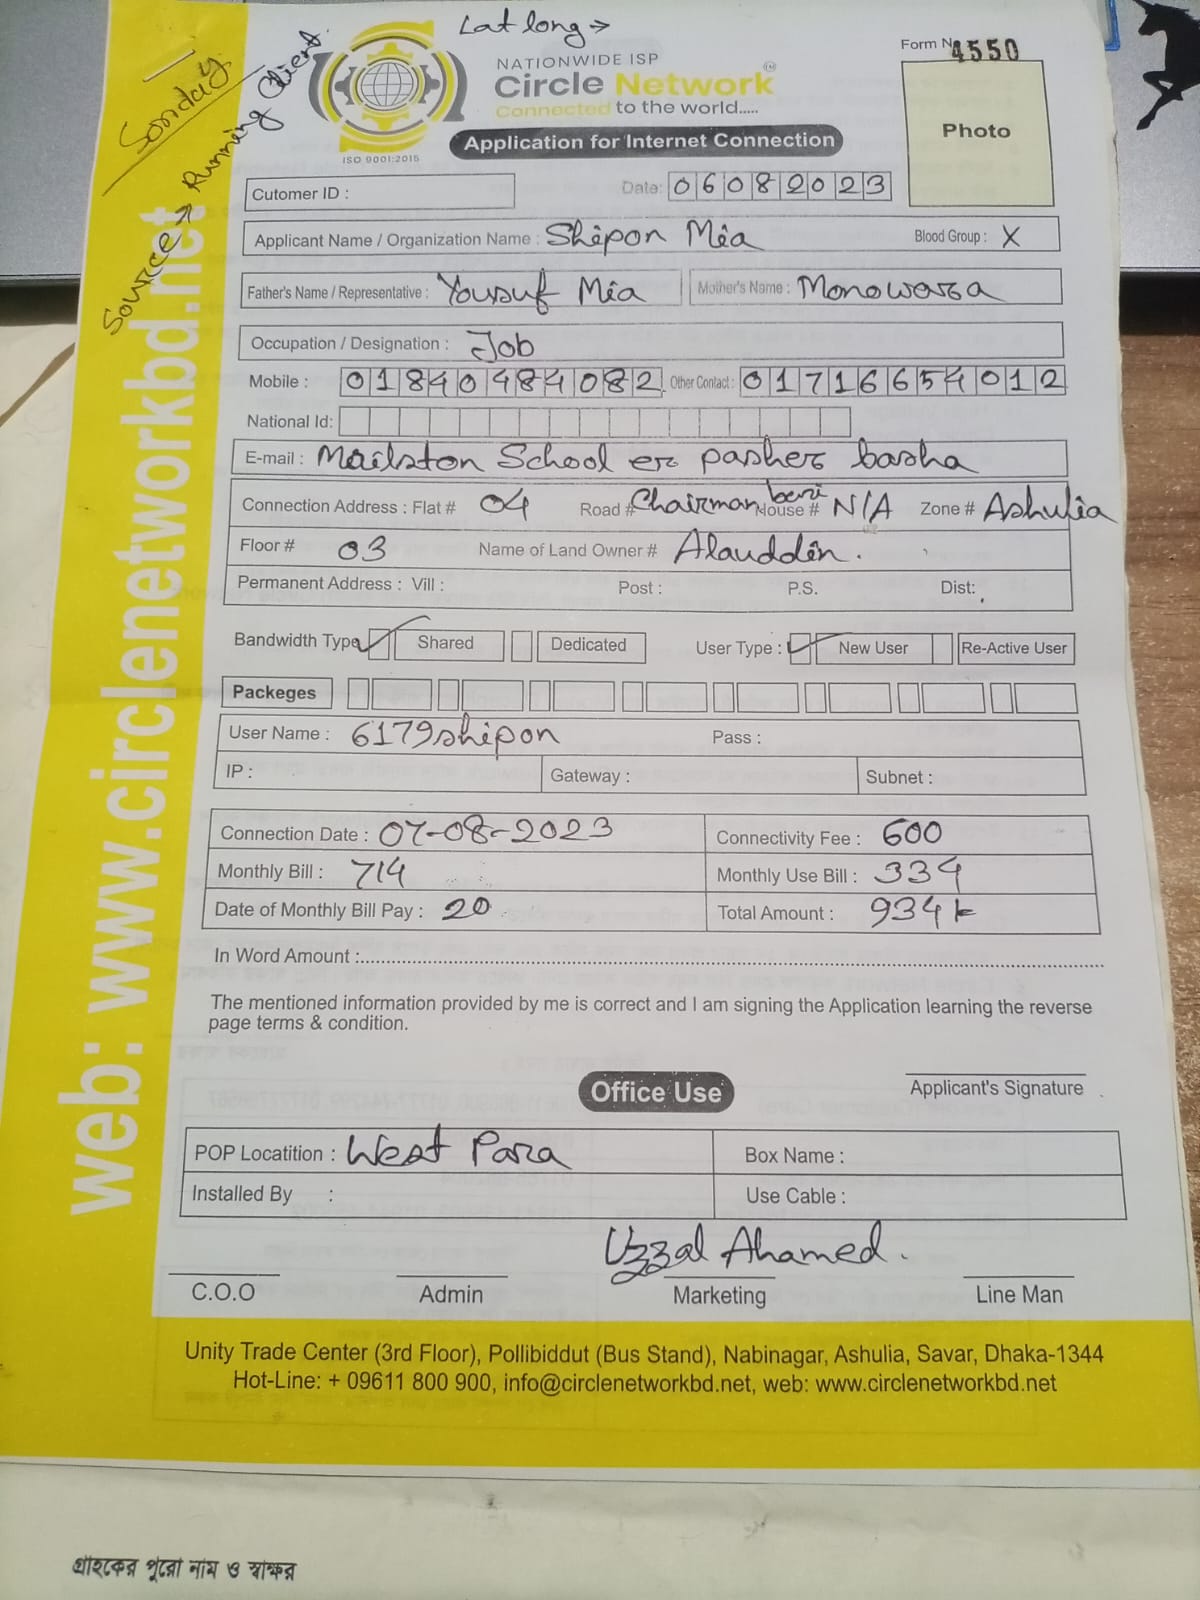 Lat long →
Sonday
Source → Running Client.
web: www.circlenetworkbd.net
ISO 9001:2015
NATIONWIDE ISP
Circle Network
Connected to the world.....
Application for Internet Connection
Form N 4550
Photo
Cutomer ID :
Date: 06082023
Applicant Name / Organization Name : Shipon Mia Blood Group : X
Father's Name / Representative : Yousuf Mia Mother's Name : Monowara
Occupation / Designation : Job
Mobile : 01840484082 Other Contact : 01716654012
National Id:
E-mail : Mailston School er pasher basha
Connection Address : Flat # 04 Road # Chairman bari House # N/A Zone # Ashulia
Floor # 03 Name of Land Owner # Alauddin.
Permanent Address : Vill : Post : P.S. Dist:
Bandwidth Type Shared Dedicated User Type : New User Re-Active User
Packeges
User Name : 6179shipon Pass :
IP : Gateway : Subnet :
Connection Date : 07-08-2023 Connectivity Fee : 600
Monthly Bill : 714 Monthly Use Bill : 334
Date of Monthly Bill Pay : 20 Total Amount : 934
In Word Amount :
The mentioned information provided by me is correct and I am signing the Application learning the reverse
page terms & condition.
Office Use
Applicant's Signature
POP Locatition : West Para Box Name :
Installed By : Use Cable :
Uzzal Ahamed.
C.O.O Admin Marketing Line Man
Unity Trade Center (3rd Floor), Pollibiddut (Bus Stand), Nabinagar, Ashulia, Savar, Dhaka-1344
Hot-Line: + 09611 800 900, info@circlenetworkbd.net, web: www.circlenetworkbd.net
গ্রাহকের পুরো নাম ও স্বাক্ষর